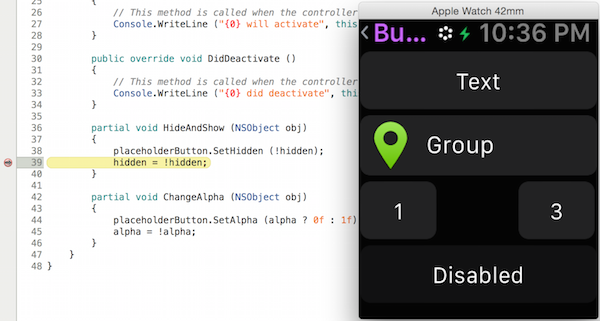 25 {
26 // This method is called when the controller
27 Console.WriteLine ("{0} will activate", this
28 }
29
30 public override void DidDeactivate ()
31 {
32 // This method is called when the controller
33 Console.WriteLine ("{0} did deactivate", thi
34 }
35
36 partial void HideAndShow (NSObject obj)
37 {
38 placeholderButton.SetHidden (!hidden);
39 hidden = !hidden;
40 }
41
42 partial void ChangeAlpha (NSObject obj)
43 {
44 placeholderButton.SetAlpha (alpha ? 0f : 1f)
45 alpha = !alpha;
46 }
47 }
48 }
Apple Watch 42mm
< Bu... 10:36 PM
Text
Group
1 3
Disabled